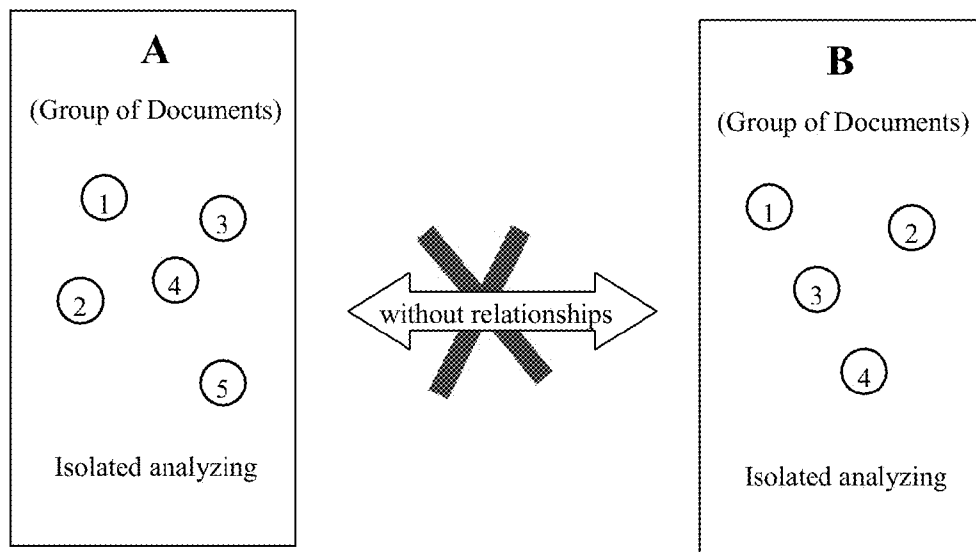 A
(Group of Documents)
1
3
4
2
5
Isolated analyzing
without relationships
B
(Group of Documents)
1
2
3
4
Isolated analyzing